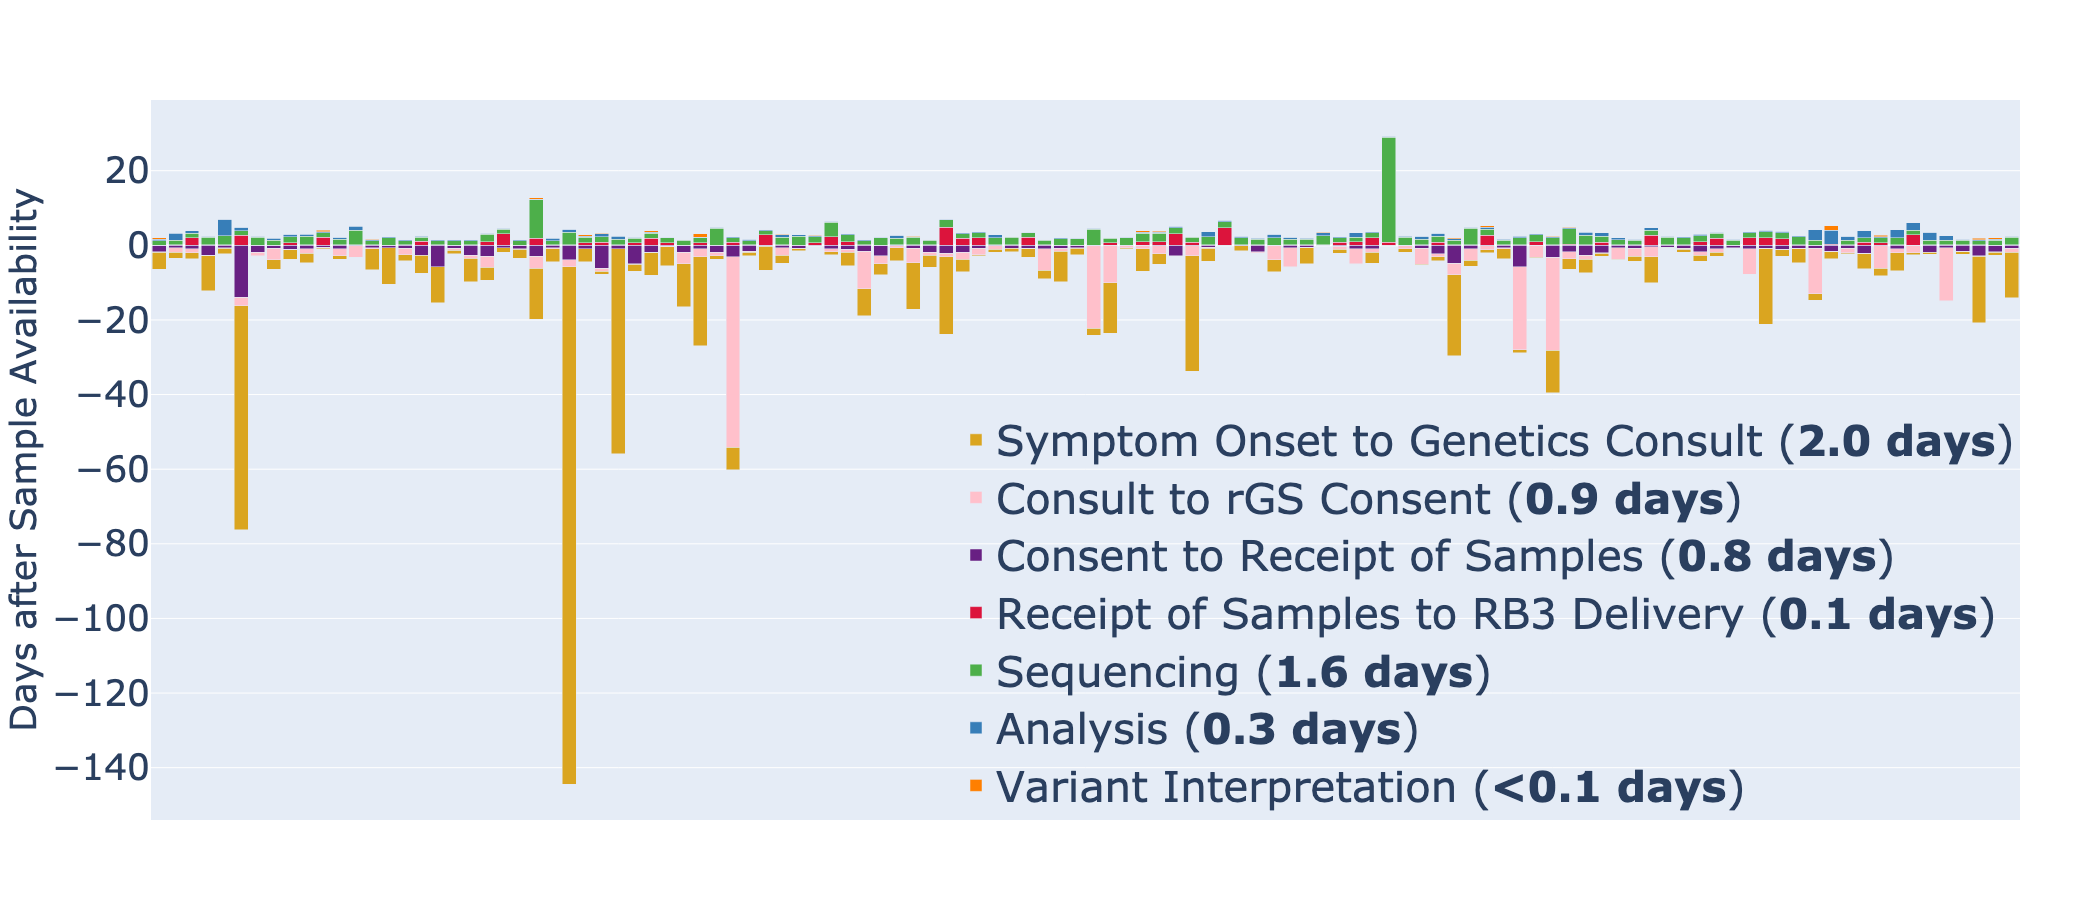 Days after Sample Availability
20
0
−20
−40
−60
−80
−100
−120
−140
Symptom Onset to Genetics Consult (2.0 days)
Consult to rGS Consent (0.9 days)
Consent to Receipt of Samples (0.8 days)
Receipt of Samples to RB3 Delivery (0.1 days)
Sequencing (1.6 days)
Analysis (0.3 days)
Variant Interpretation (<0.1 days)